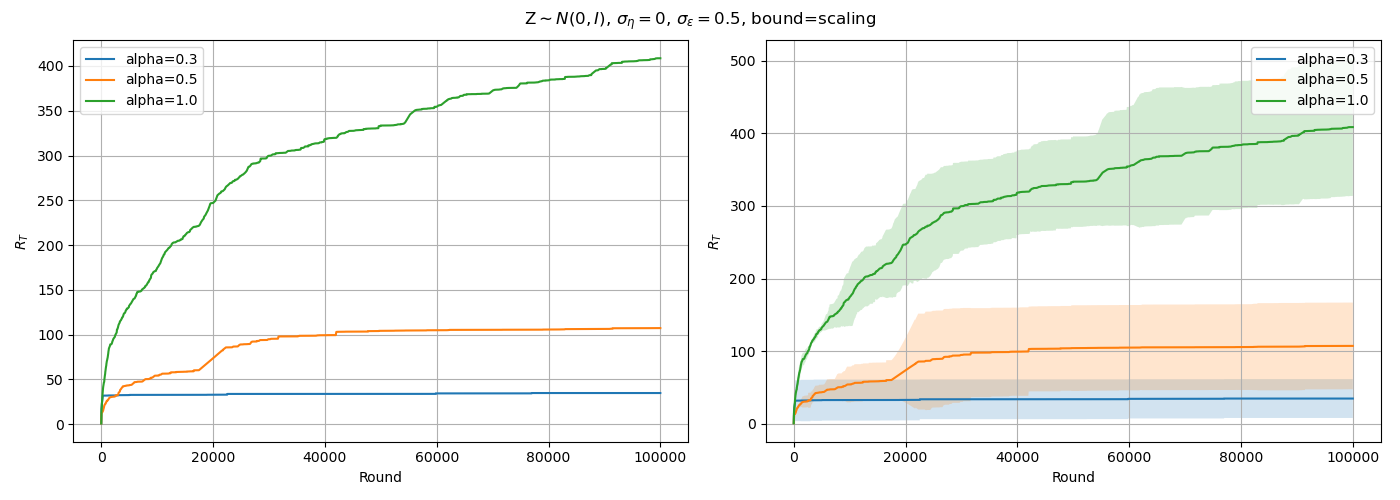 Z ~ N(0, I), σ_η = 0, σ_ε = 0.5, bound=scaling
alpha=0.3
alpha=0.5
alpha=1.0
R_T
400
350
300
250
200
150
100
50
0
0 20000 40000 60000 80000 100000
Round
alpha=0.3
alpha=0.5
alpha=1.0
R_T
500
400
300
200
100
0
0 20000 40000 60000 80000 100000
Round